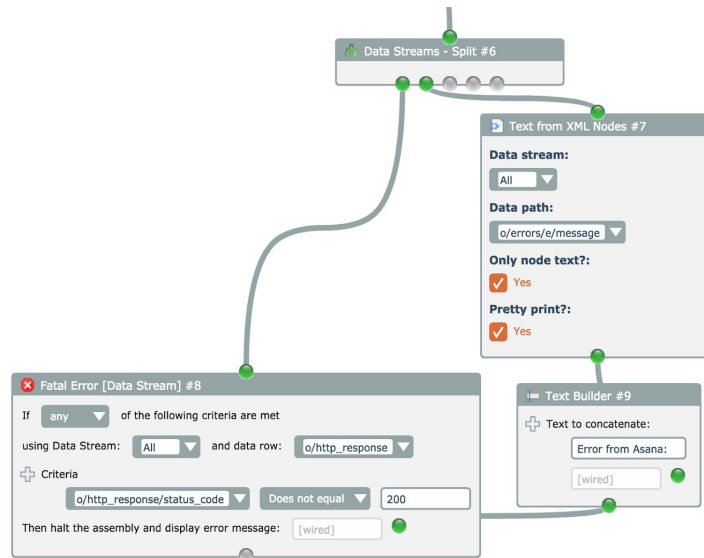 Data Streams - Split #6
Text from XML Nodes #7
Data stream:
All
Data path:
o/errors/e/message
Only node text?:
Yes
Pretty print?:
Yes
Fatal Error [Data Stream] #8
If any of the following criteria are met
using Data Stream: All and data row: o/http_response
Criteria
o/http_response/status_code Does not equal 200
Then halt the assembly and display error message: [wired]
Text Builder #9
Text to concatenate:
Error from Asana:
[wired]